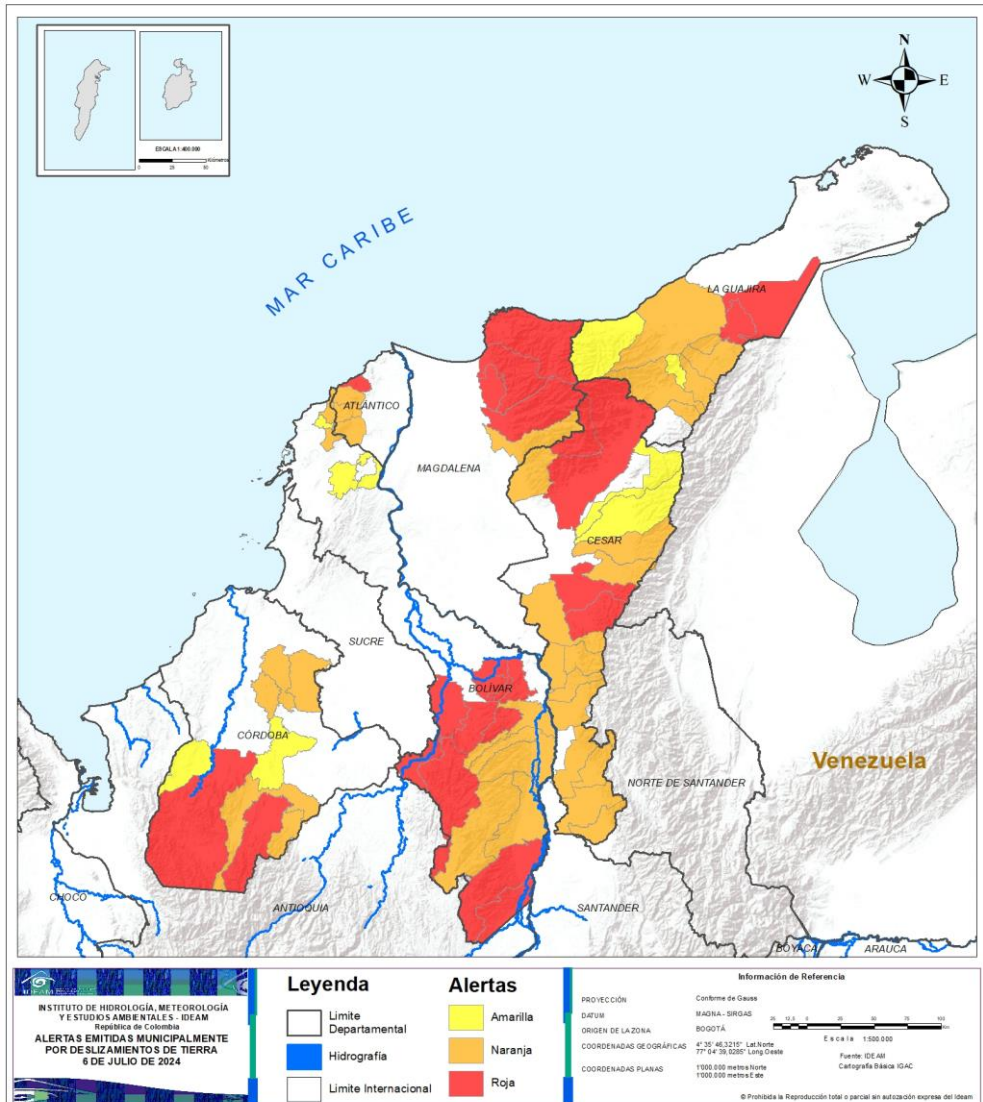 ESCALA 1:400.000
Kilómetros
N
W
E
S
MAR CARIBE
LA GUAJIRA
ATLÁNTICO
MAGDALENA
CESAR
SUCRE
BOLÍVAR
CÓRDOBA
NORTE DE SANTANDER
Venezuela
CHOCO
ANTIOQUIA
SANTANDER
BOYACA
ARAUCA
IDEAM
INSTITUTO DE HIDROLOGÍA, METEOROLOGÍA
Y ESTUDIOS AMBIENTALES - IDEAM
República de Colombia
ALERTAS EMITIDAS MUNICIPALMENTE
POR DESLIZAMIENTOS DE TIERRA
6 DE JULIO DE 2024
Leyenda
Limite
Departamental
Hidrografía
Limite Internacional
Alertas
Amarilla
Naranja
Roja
Información de Referencia
PROYECCIÓN Conforme de Gauss
DATUM MAGNA - SIRGAS
ORIGEN DE LA ZONA BOGOTÁ
COORDENADAS GEOGRÁFICAS 4° 35' 46,3215" Lat.Norte
77° 04' 39,0285" Long.Oeste
COORDENADAS PLANAS 1'000.000 metros Norte
1'000.000 metros Este
Escala 1:500.000
Fuente: IDEAM
Cartografía Básica IGAC
© Prohibida la Reproducción total o parcial sin autozación expresa del Ideam